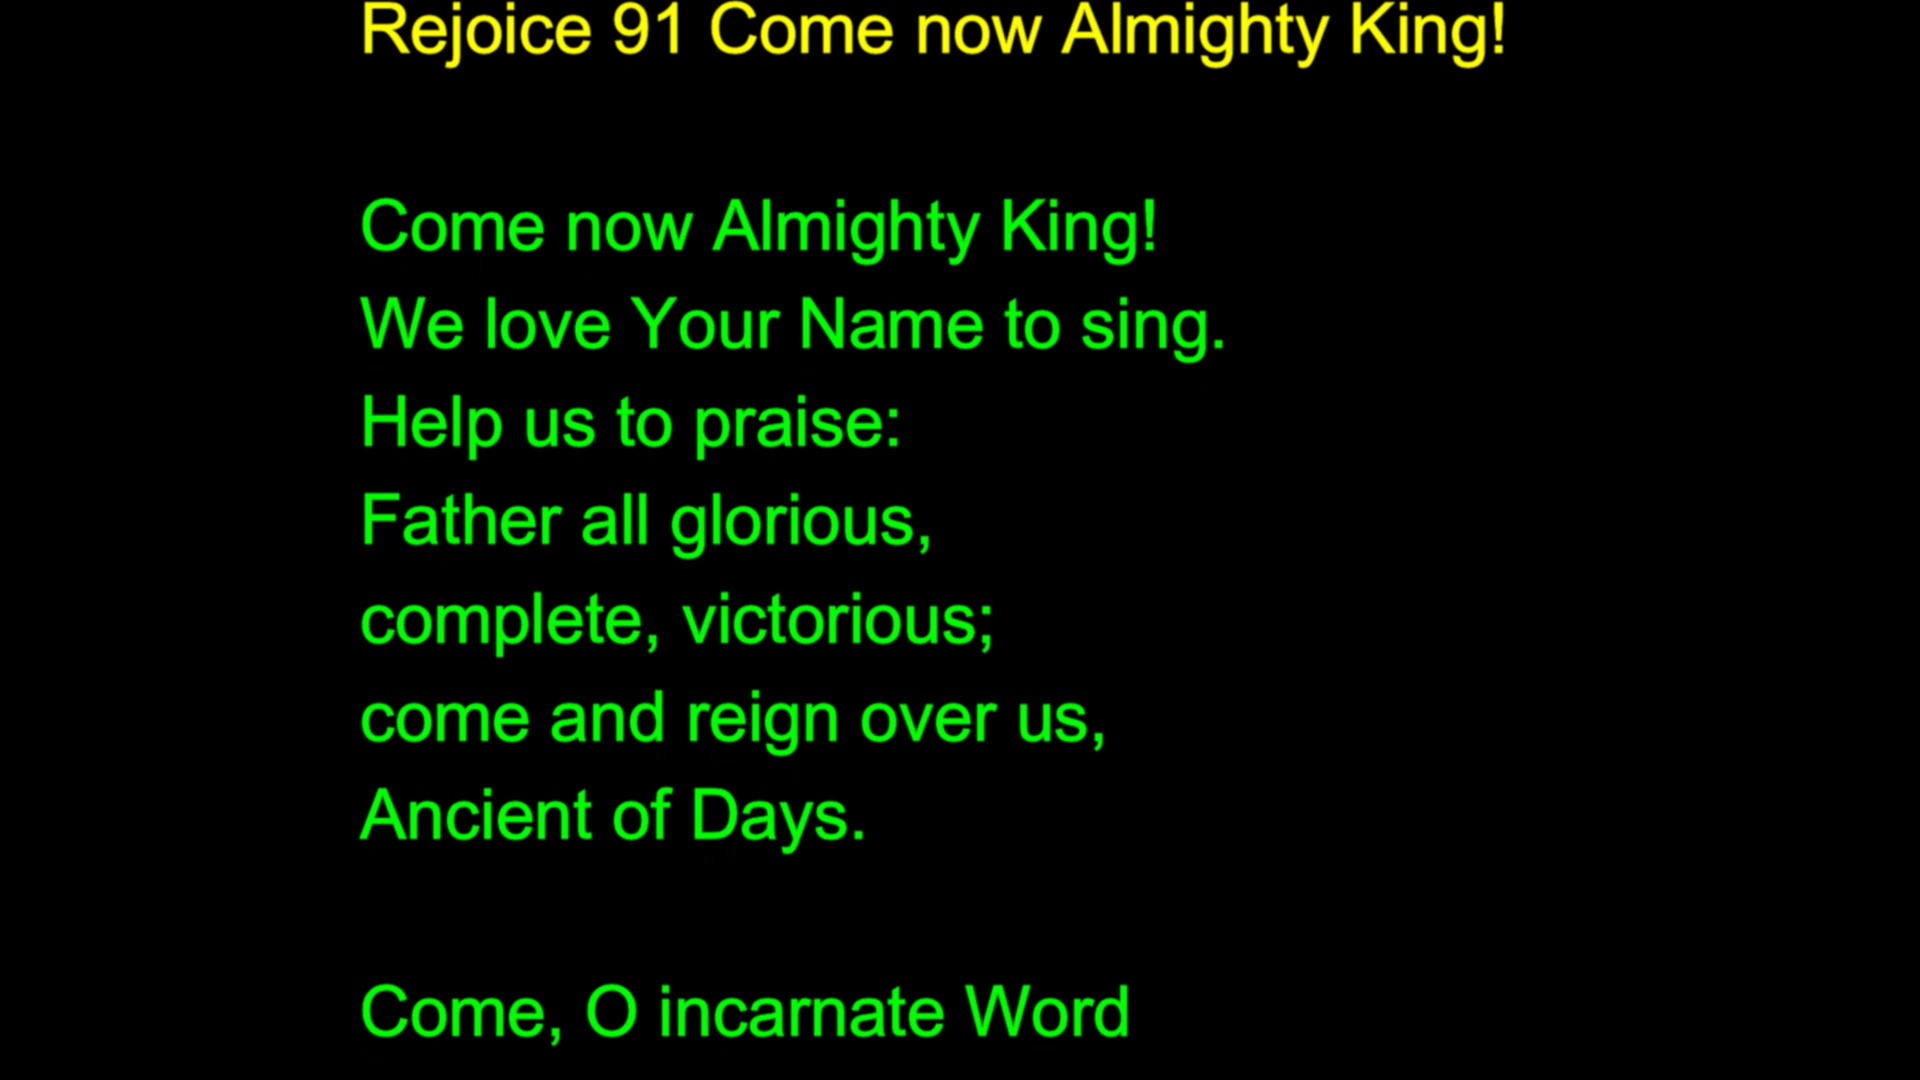 Rejoice 91 Come now Almighty King!
Come now Almighty King!
We love Your Name to sing.
Help us to praise:
Father all glorious,
complete, victorious;
come and reign over us,
Ancient of Days.
Come, O incarnate Word